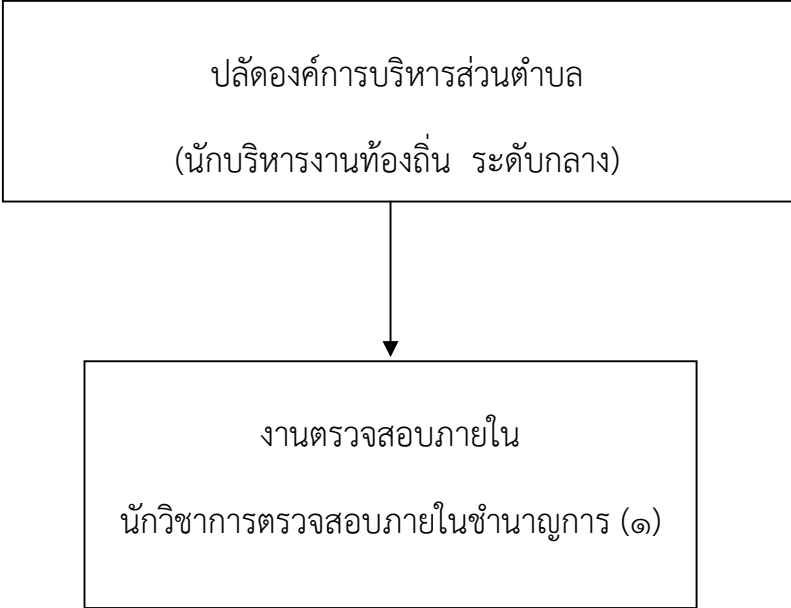 ปลัดองค์การบริหารส่วนตำบล
(นักบริหารงานท้องถิ่น ระดับกลาง)
งานตรวจสอบภายใน
นักวิชาการตรวจสอบภายในชำนาญการ (๑)